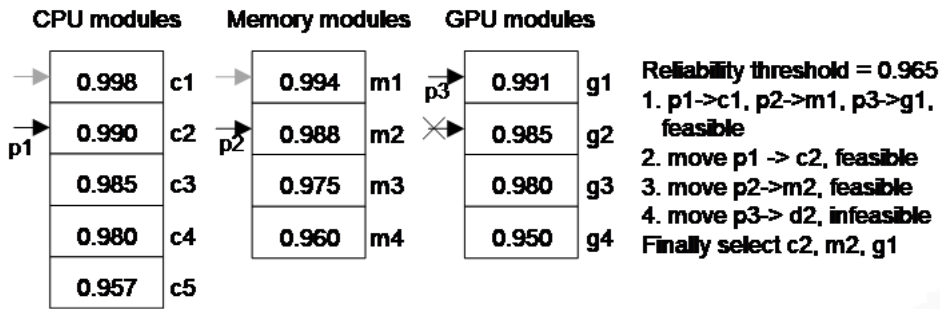 CPU modules Memory modules GPU modules
0.998 c1 0.994 m1 p3 0.991 g1
p1 0.990 c2 p2 0.988 m2 0.985 g2
0.985 c3 0.975 m3 0.980 g3
0.980 c4 0.960 m4 0.950 g4
0.957 c5
Reliability threshold = 0.965
1. p1->c1, p2->m1, p3->g1,
feasible
2. move p1 -> c2, feasible
3. move p2->m2, feasible
4. move p3-> d2, infeasible
Finally select c2, m2, g1